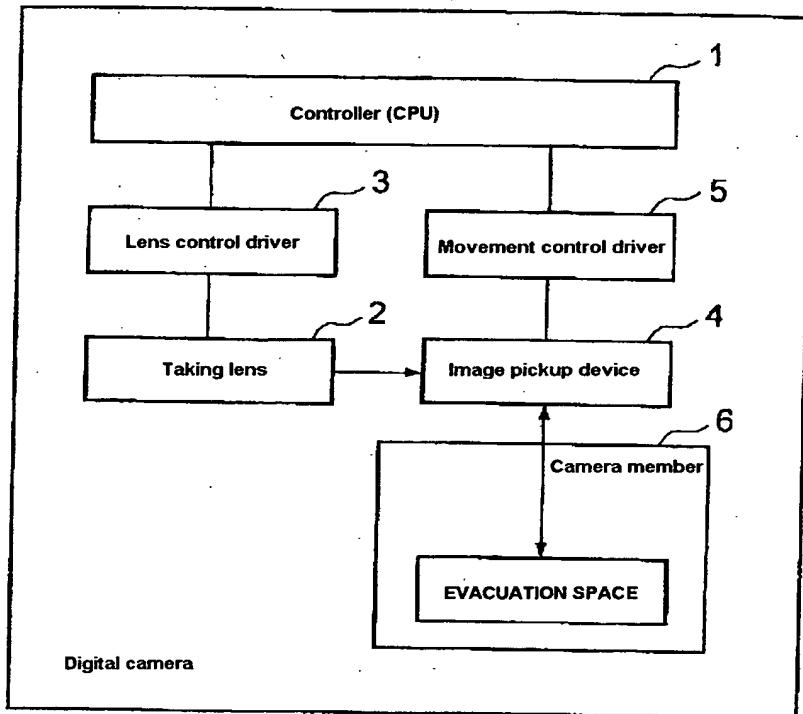 1
Controller (CPU)
3
5
Lens control driver
Movement control driver
2
4
Taking lens
Image pickup device
6
Camera member
EVACUATION SPACE
Digital camera